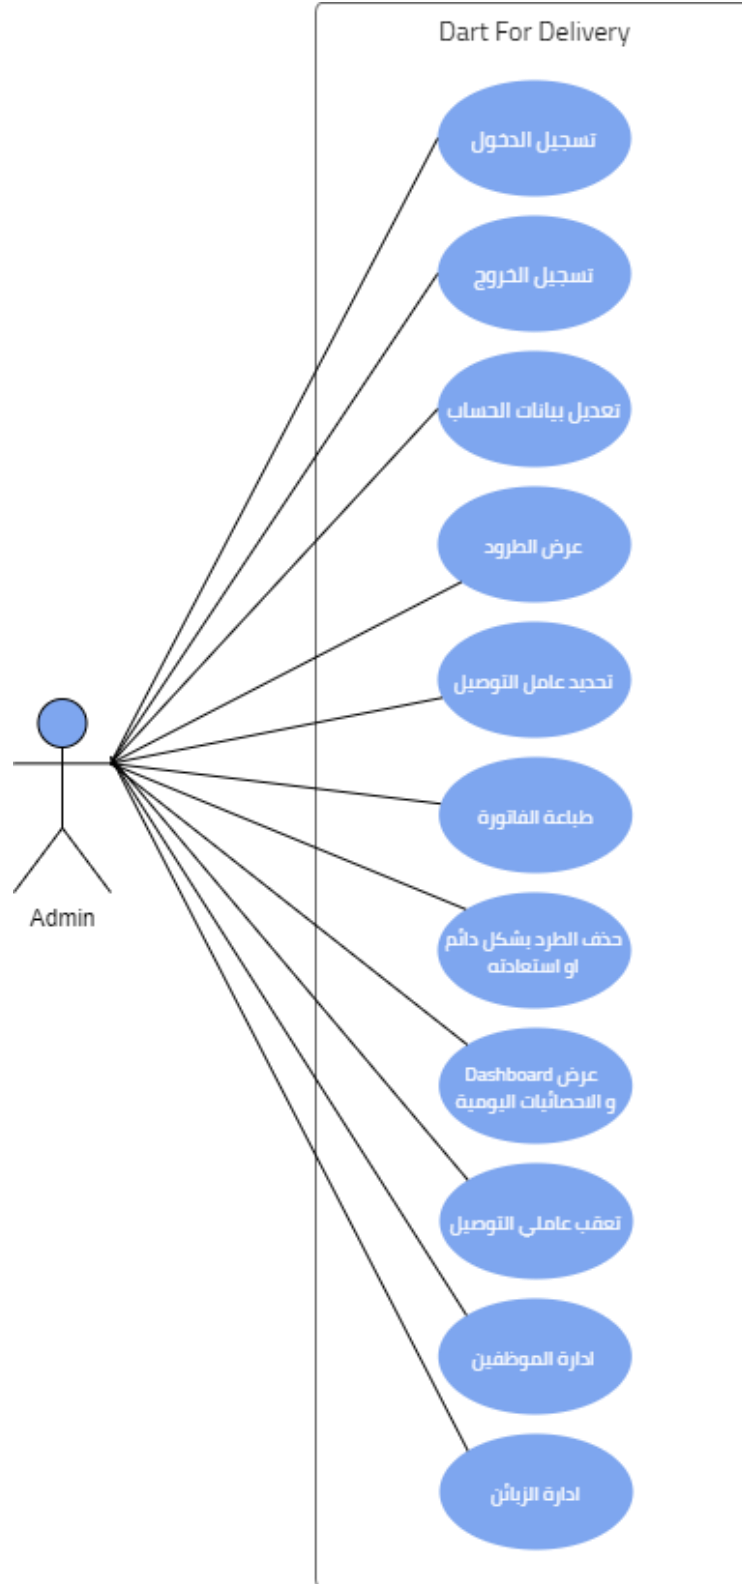 Dart For Delivery
تسجيل الدخول
تسجيل الخروج
تعديل بيانات الحساب
عرض الطرود
تحديد عامل التوصيل
طباعة الفاتورة
Admin
حذف الطرد بشكل دائم
او استعادته
عرض Dashboard
و الاحصائيات اليومية
تعقب عاملي التوصيل
ادارة الموظفين
ادارة الزبائن